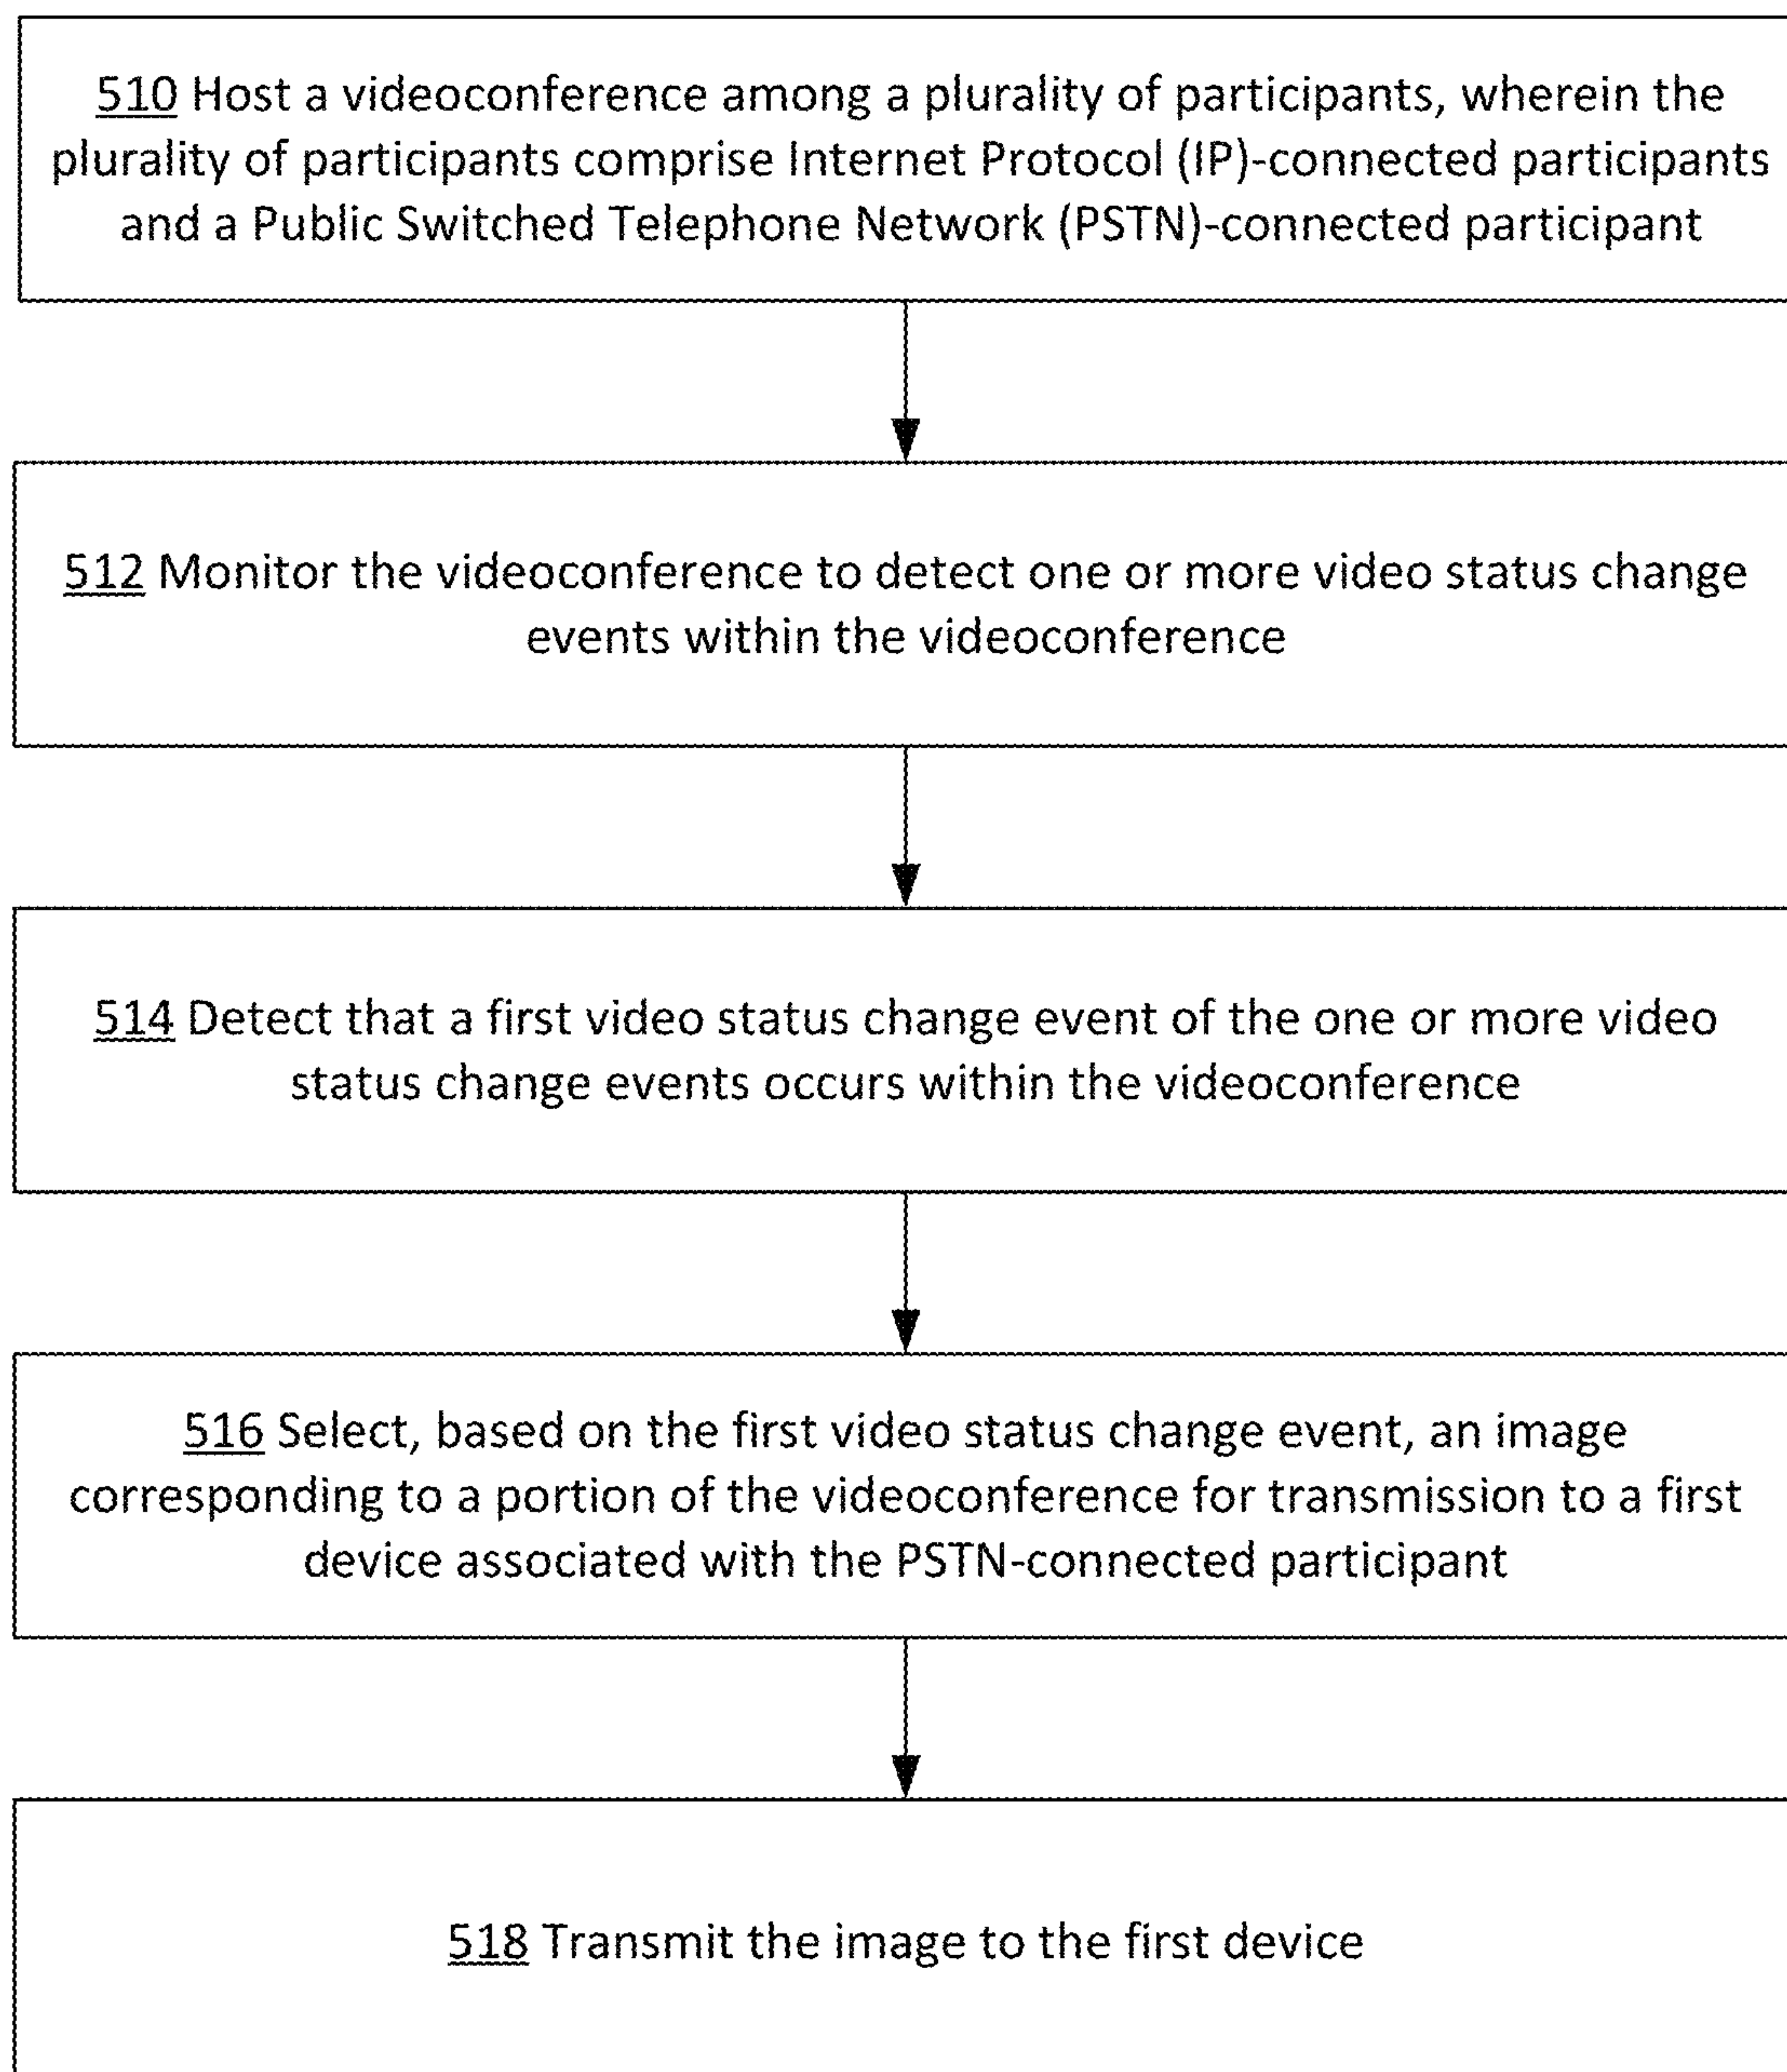 510 Host a videoconference among a plurality of participants, wherein the
plurality of participants comprise Internet Protocol (IP)-connected participants
and a Public Switched Telephone Network (PSTN)-connected participant
512 Monitor the videoconference to detect one or more video status change
events within the videoconference
514 Detect that a first video status change event of the one or more video
status change events occurs within the videoconference
516 Select, based on the first video status change event, an image
corresponding to a portion of the videoconference for transmission to a first
device associated with the PSTN-connected participant
518 Transmit the image to the first device